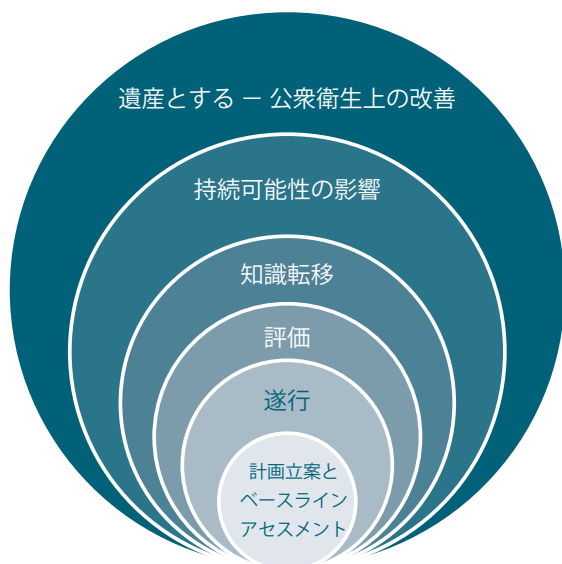 遺産とする － 公衆衛生上の改善
持続可能性の影響
知識転移
評価
遂行
計画立案と
ベースライン
アセスメント